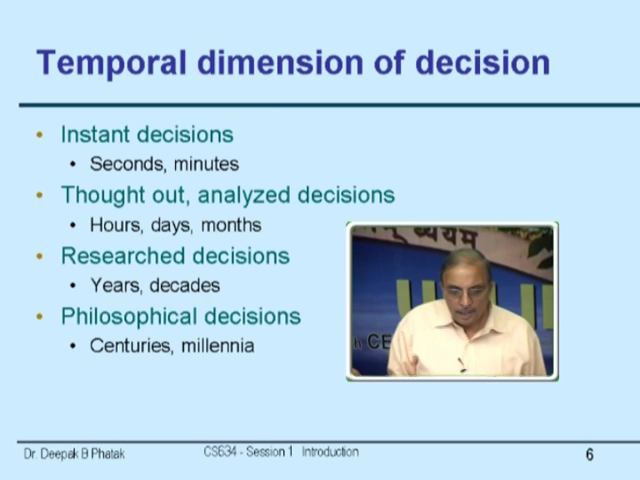 Temporal dimension of decision
• Instant decisions
• Seconds, minutes
• Thought out, analyzed decisions
• Hours, days, months
• Researched decisions
• Years, decades
• Philosophical decisions
• Centuries, millennia
CE
Dr. Deepak B Phatak
CS634 - Session 1 Introduction
6